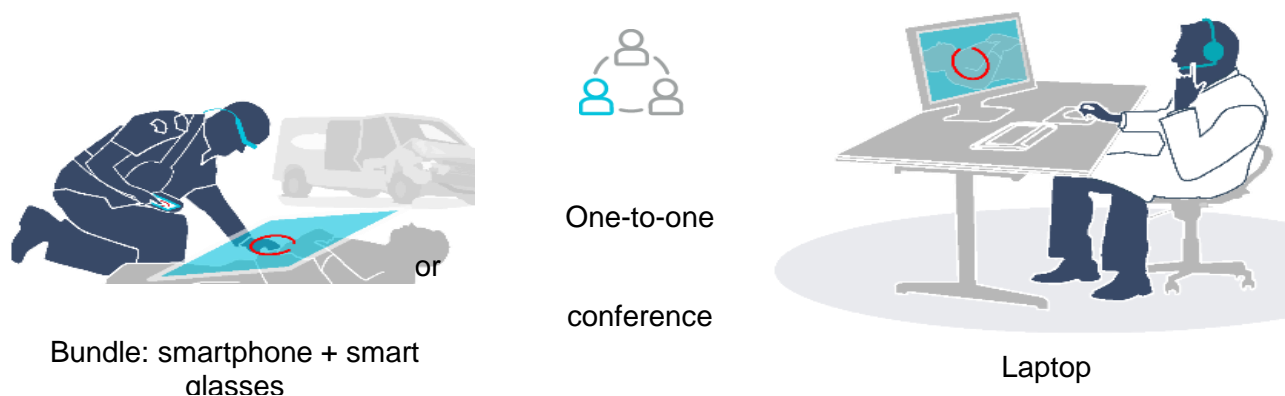 One-to-one
or
conference
Bundle: smartphone + smart
glasses
Laptop